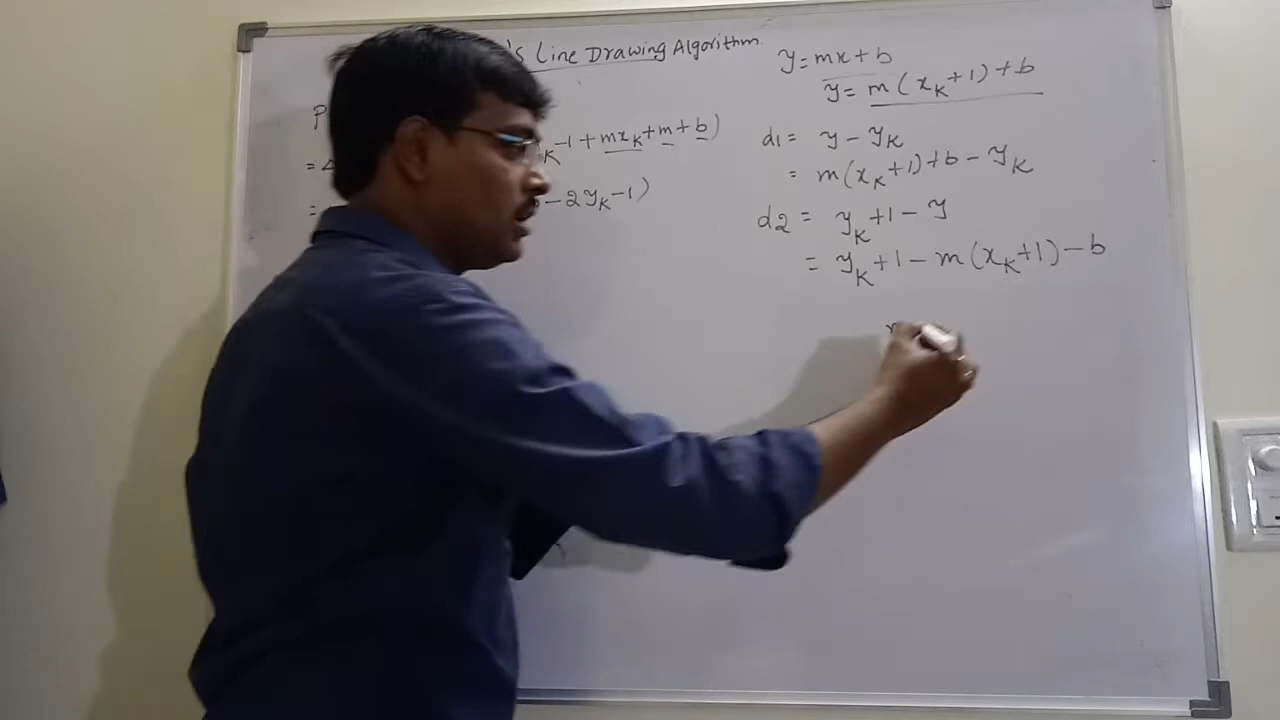 's Line Drawing Algorithm.
P
K-1+mxK+m+b)
=
= -2yK-1)
y=mx+b
y= m(xK+1)+b
d1= y-yK
= m(xK+1)+b-yK
d2= yK+1-y
= yK+1-m(xK+1)-b